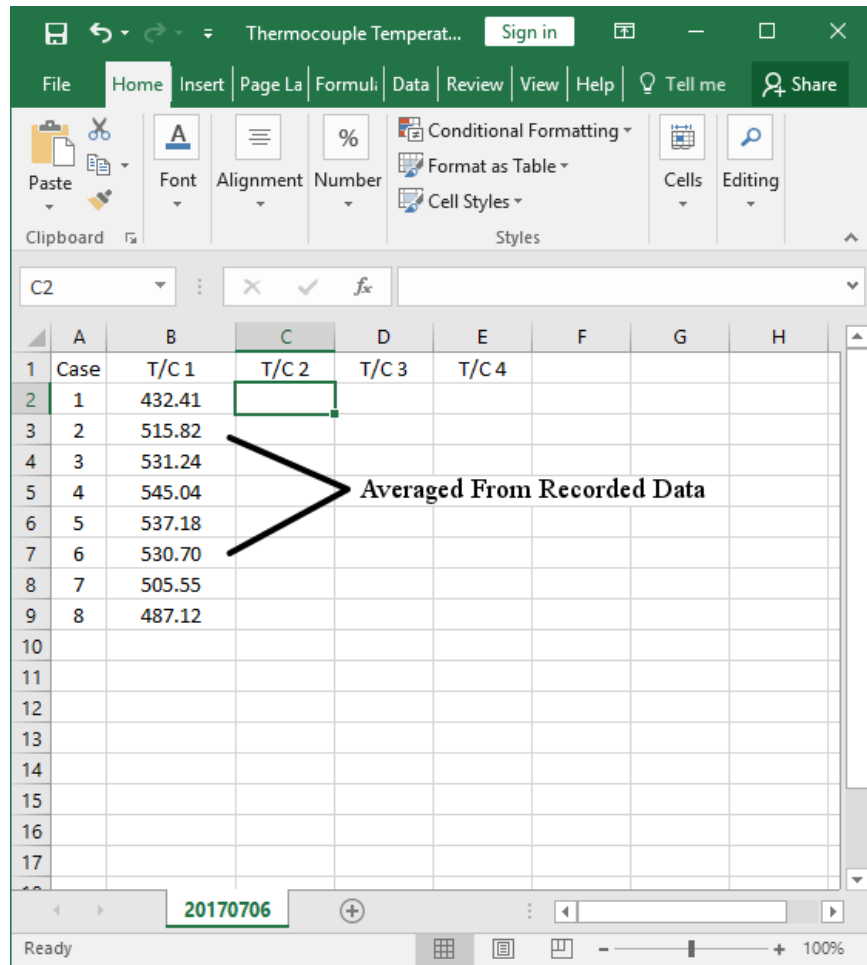 Thermocouple Temperat... Sign in
File Home Insert Page La Formula Data Review View Help Tell me Share
Conditional Formatting
Format as Table
Cell Styles
Paste Font Alignment Number Cells Editing
A %
Clipboard Styles
C2 fx
A B C D E F G H
1 Case T/C 1 T/C 2 T/C 3 T/C 4
2 1 432.41
3 2 515.82
4 3 531.24
5 4 545.04 Averaged From Recorded Data
6 5 537.18
7 6 530.70
8 7 505.55
9 8 487.12
10
11
12
13
14
15
16
17
20170706
Ready 100%